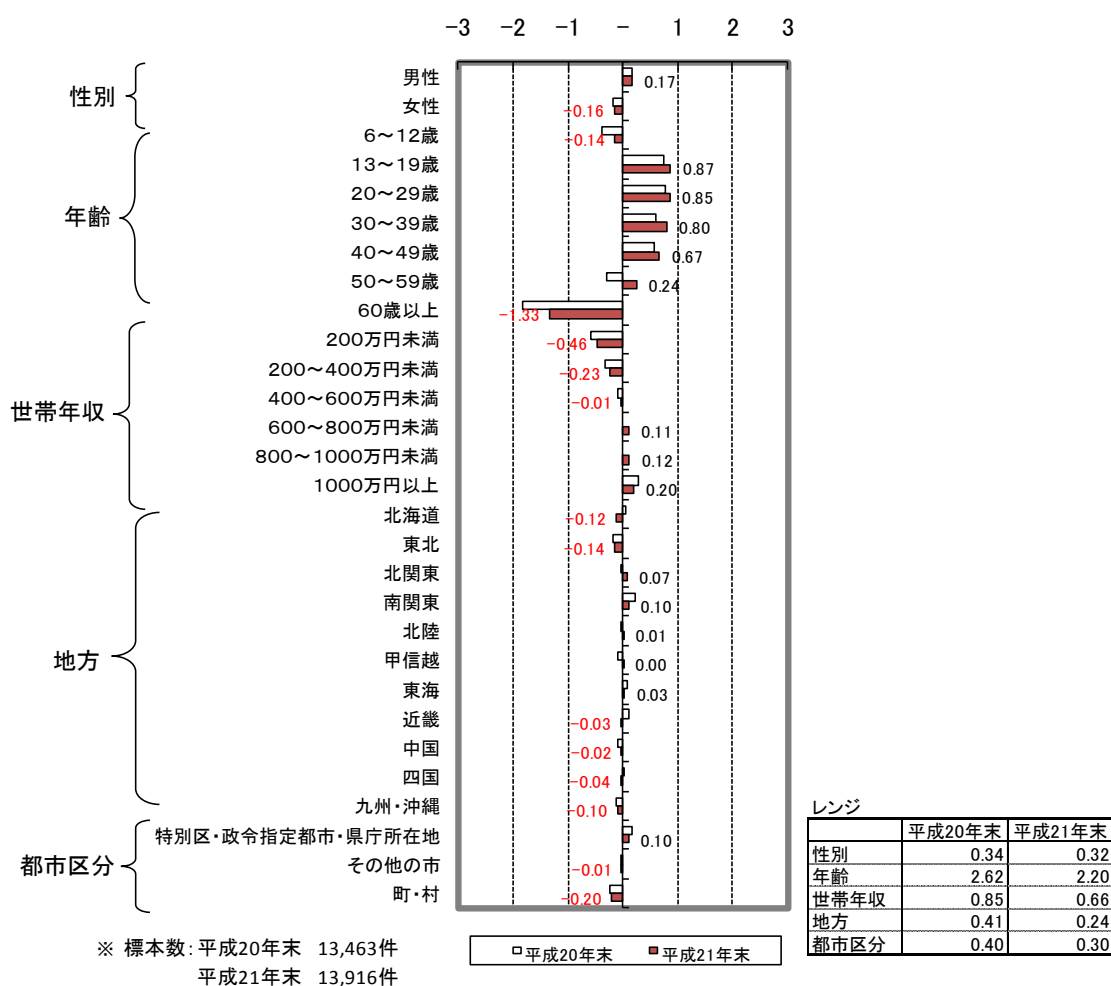 -3 -2 -1 - 1 2 3
性別
男性 0.17
女性 -0.16
年齢
6～12歳 -0.14
13～19歳 0.87
20～29歳 0.85
30～39歳 0.80
40～49歳 0.67
50～59歳 0.24
60歳以上 -1.33
世帯年収
200万円未満 -0.46
200～400万円未満 -0.23
400～600万円未満 -0.01
600～800万円未満 0.11
800～1000万円未満 0.12
1000万円以上 0.20
地方
北海道 -0.12
東北 -0.14
北関東 0.07
南関東 0.10
北陸 0.01
甲信越 0.00
東海 0.03
近畿 -0.03
中国 -0.02
四国 -0.04
九州・沖縄 -0.10
都市区分
特別区・政令指定都市・県庁所在地 0.10
その他の市 -0.01
町・村 -0.20
※ 標本数：平成20年末 13,463件
平成21年末 13,916件
平成20年末 平成21年末
レンジ
平成20年末 平成21年末
性別 0.34 0.32
年齢 2.62 2.20
世帯年収 0.85 0.66
地方 0.41 0.24
都市区分 0.40 0.30